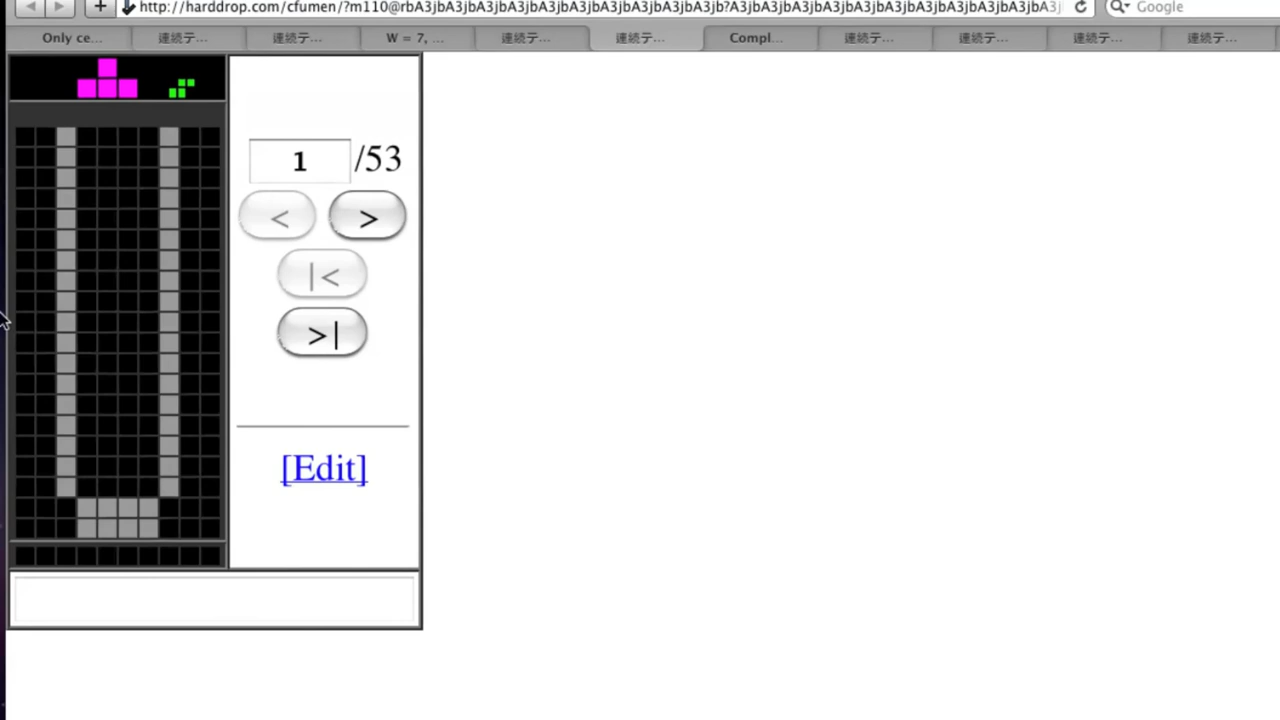 http://harddrop.com/cfumen/?m110@rbA3jbA3jbA3jbA3jbA3jbA3jbA3jbA3jb?A3jbA3jbA3jbA3jbA3jbA3jbA3jbA3jbA3j
Google
Only ce... 連続テ... 連続テ... W = 7, ... 連続テ... 連続テ... Compl... 連続テ... 連続テ... 連続テ... 連続テ...
1 /53
< >
|<
>|
[Edit]